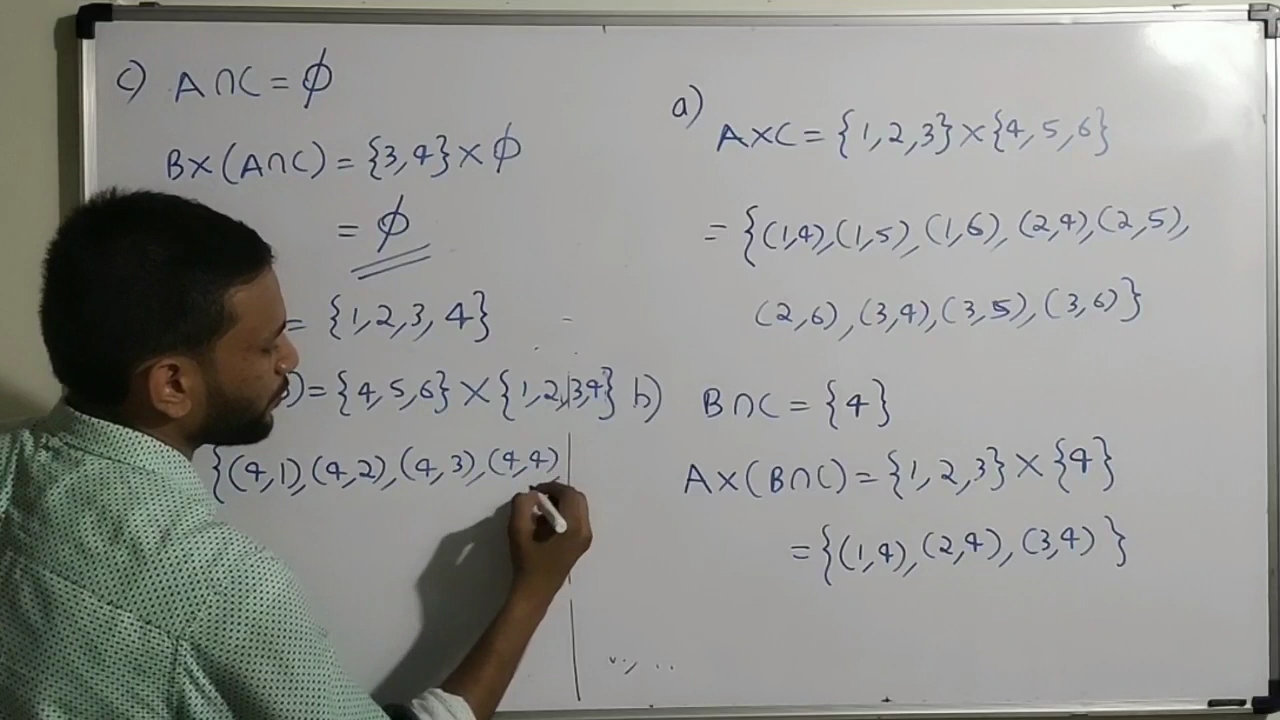 c) A∩C = ϕ
B×(A∩C) = {3,4} × ϕ
= ϕ
= {1,2,3,4}
) = {4,5,6} × {1,2,3,4}
{(4,1),(4,2),(4,3),(4,4)
a) A×C = {1,2,3}×{4,5,6}
= {(1,4),(1,5),(1,6),(2,4),(2,5),
(2,6),(3,4),(3,5),(3,6)}
b) B∩C = {4}
A×(B∩C) = {1,2,3} × {4}
= {(1,4),(2,4),(3,4)}